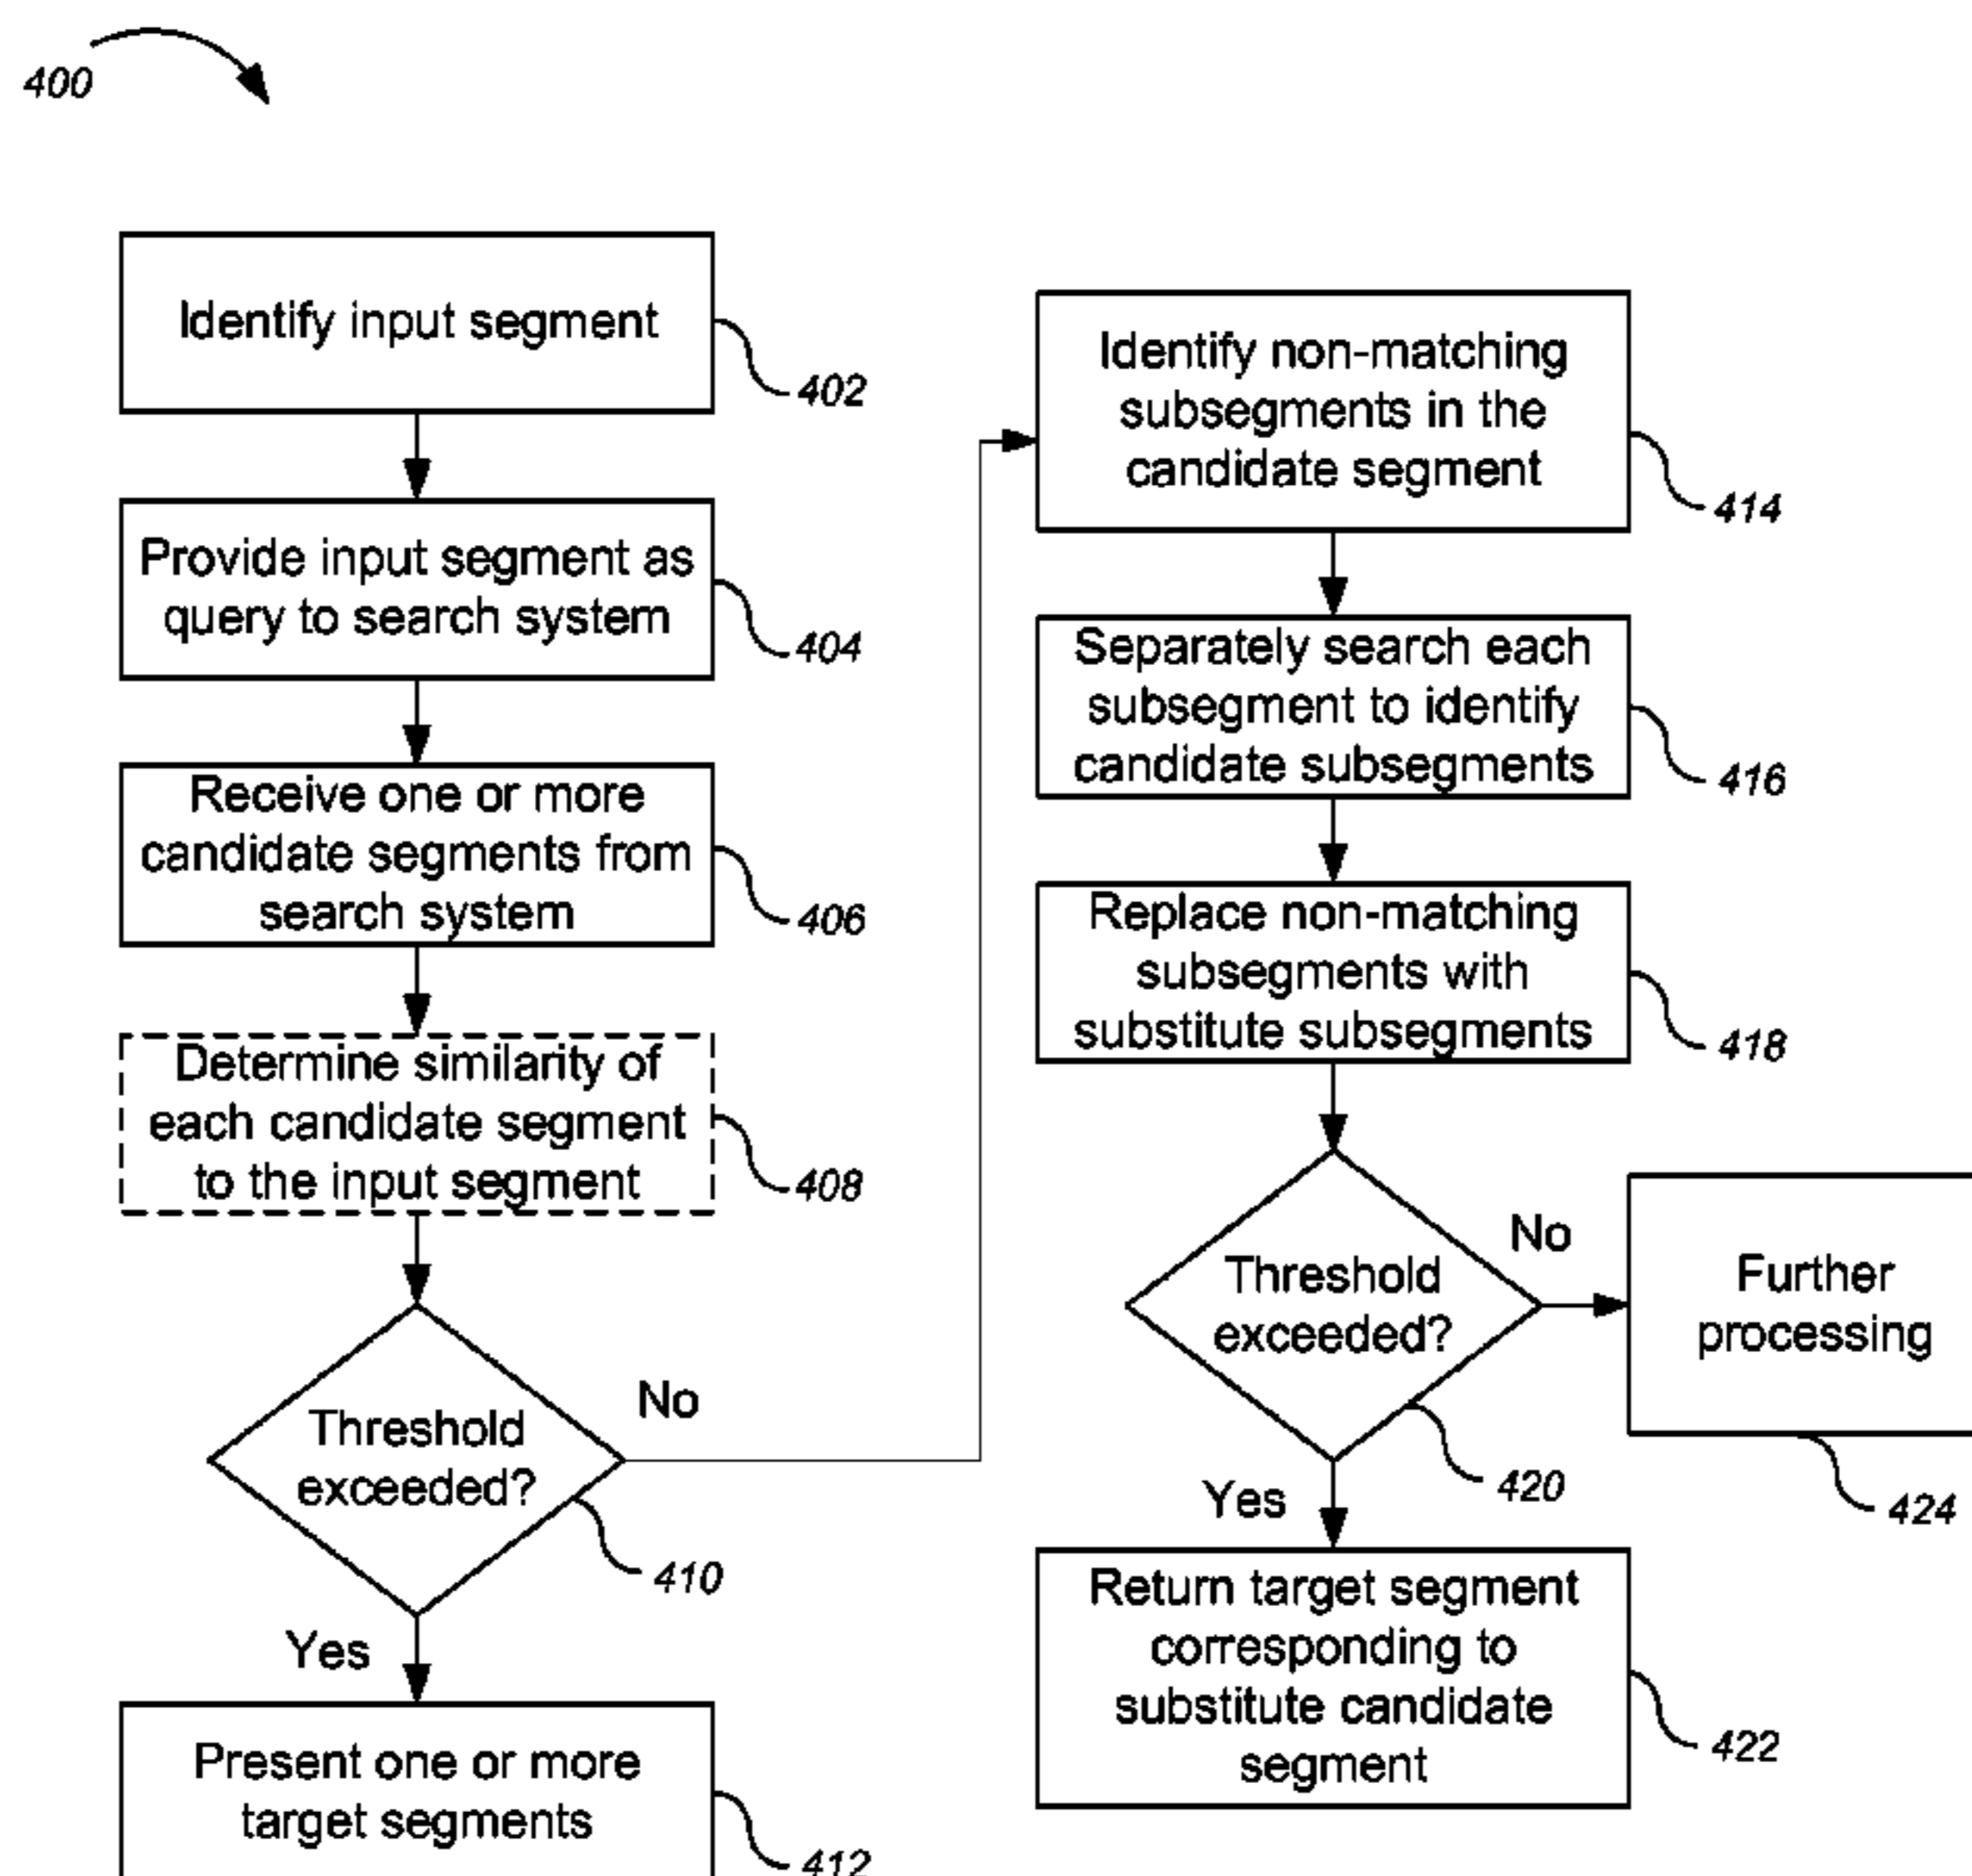 400
Identify input segment
402
Provide input segment as
query to search system
404
Receive one or more
candidate segments from
search system
406
Determine similarity of
each candidate segment
to the input segment
408
Threshold
exceeded?
No
410
Yes
Present one or more
target segments
412
Identify non-matching
subsegments in the
candidate segment
414
Separately search each
subsegment to identify
candidate subsegments
416
Replace non-matching
subsegments with
substitute subsegments
418
Threshold
exceeded?
No
420
Yes
Further
processing
424
Return target segment
corresponding to
substitute candidate
segment
422